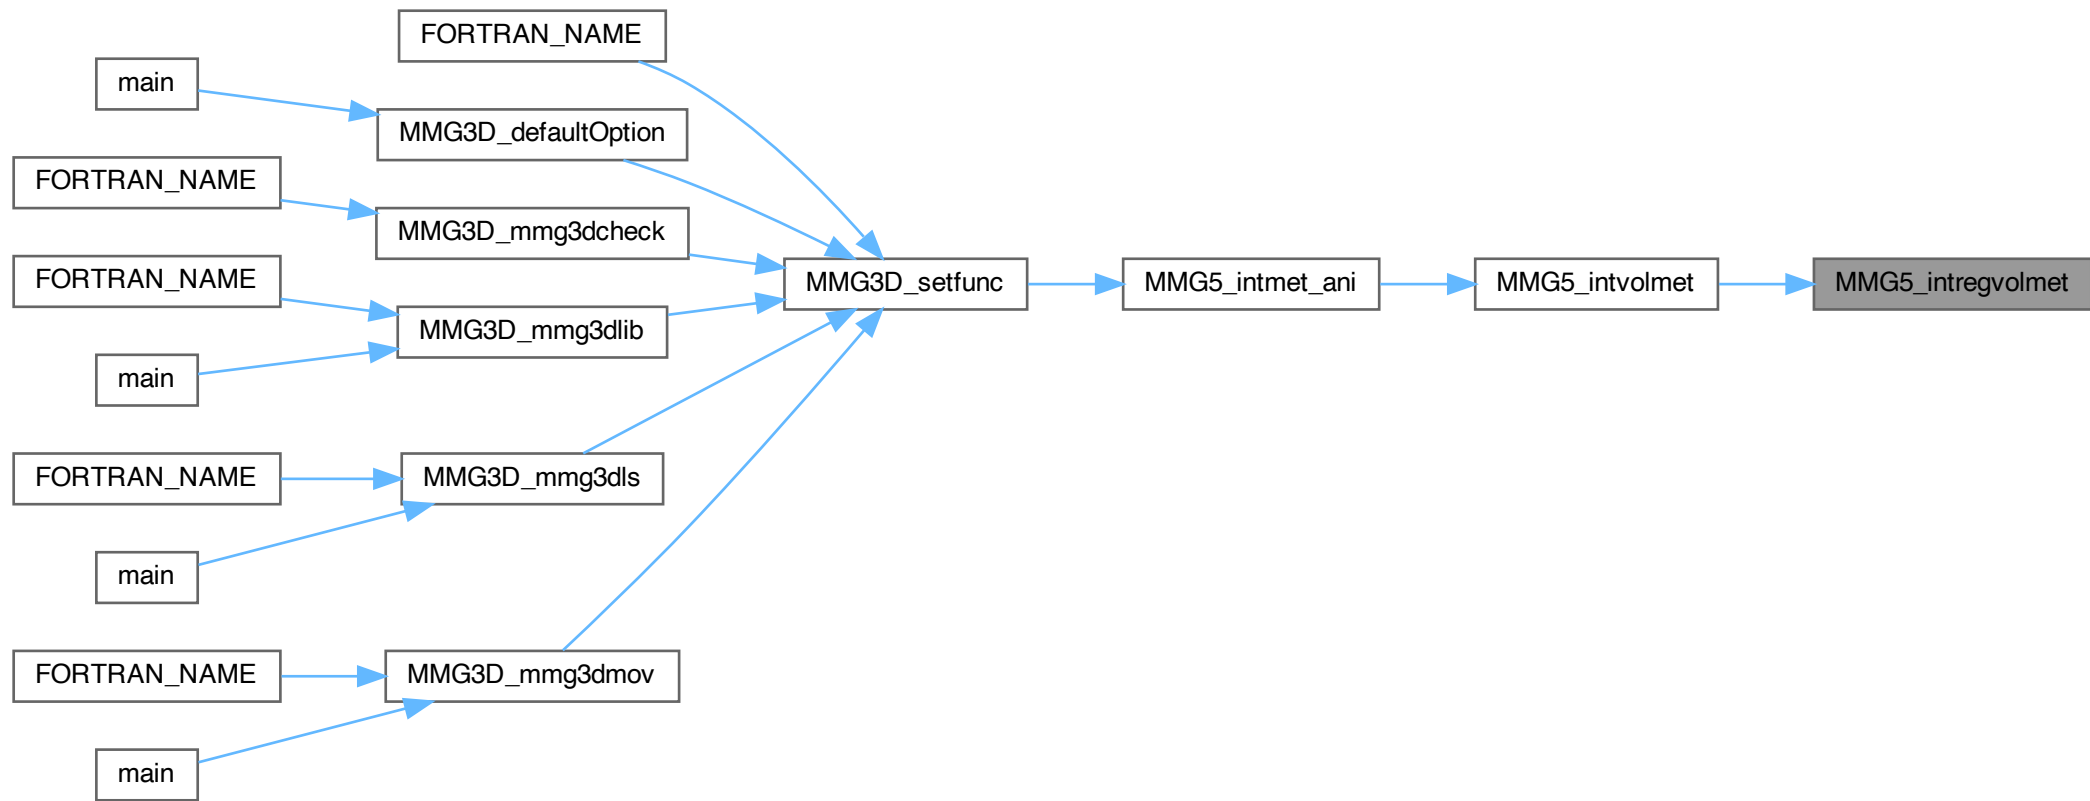 FORTRAN_NAME
main
MMG3D_defaultOption
FORTRAN_NAME
MMG3D_mmg3dcheck
FORTRAN_NAME
MMG3D_setfunc
MMG5_intmet_ani
MMG5_intvolmet
MMG5_intregvolmet
MMG3D_mmg3dlib
main
FORTRAN_NAME
MMG3D_mmg3dls
main
FORTRAN_NAME
MMG3D_mmg3dmov
main